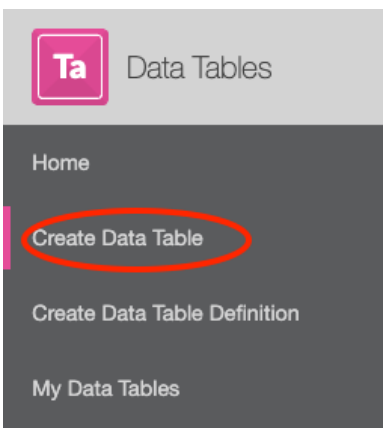 Ta
Data Tables
Home
Create Data Table
Create Data Table Definition
My Data Tables